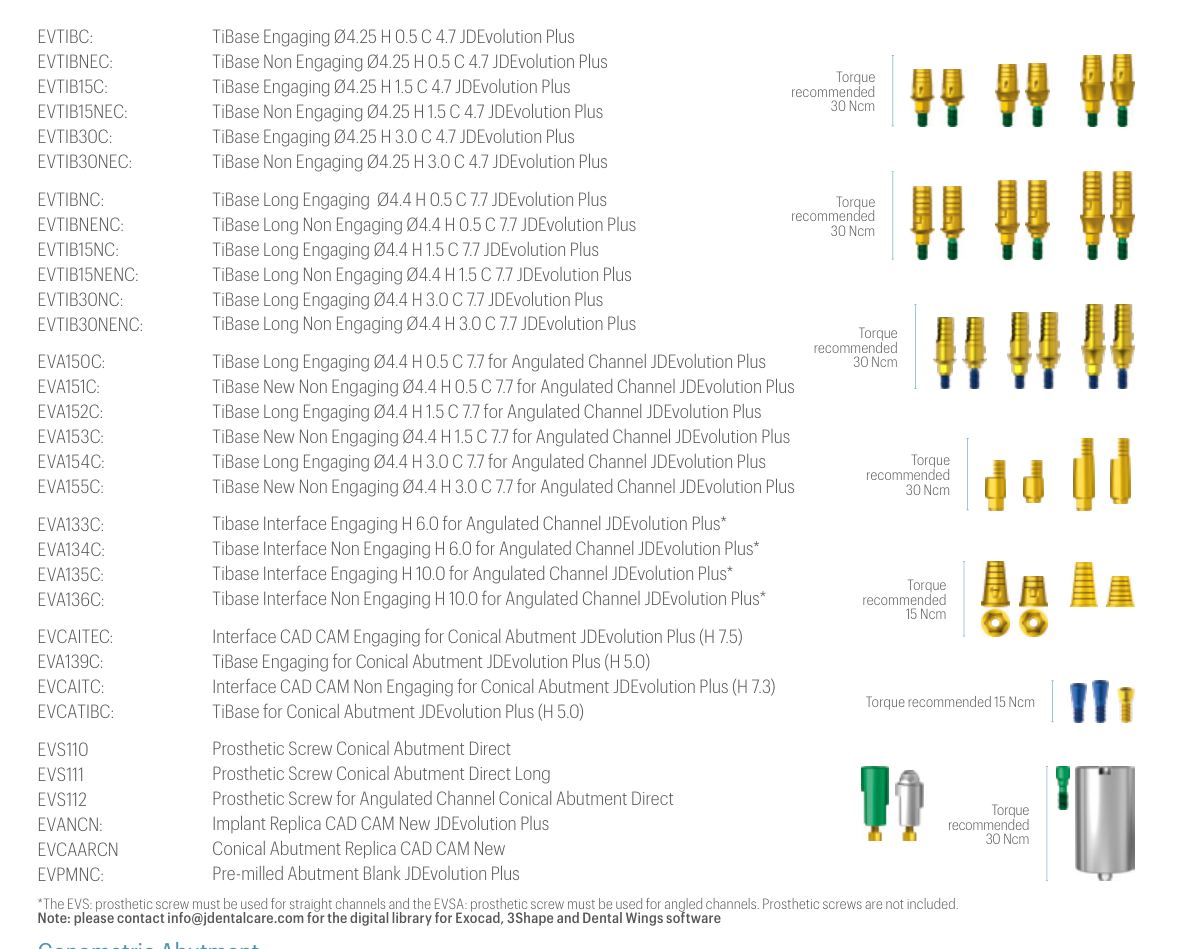 EVTIBC: TiBase Engaging Ø4.25 H 0.5 C 4.7 JDEvolution Plus
EVTIBNEC: TiBase Non Engaging Ø4.25 H 0.5 C 4.7 JDEvolution Plus
EVTIB15C: TiBase Engaging Ø4.25 H 1.5 C 4.7 JDEvolution Plus
EVTIB15NEC: TiBase Non Engaging Ø4.25 H 1.5 C 4.7 JDEvolution Plus
EVTIB30C: TiBase Engaging Ø4.25 H 3.0 C 4.7 JDEvolution Plus
EVTIB30NEC: TiBase Non Engaging Ø4.25 H 3.0 C 4.7 JDEvolution Plus
Torque
recommended
30 Ncm
EVTIBNC: TiBase Long Engaging Ø4.4 H 0.5 C 7.7 JDEvolution Plus
EVTIBNENC: TiBase Long Non Engaging Ø4.4 H 0.5 C 7.7 JDEvolution Plus
EVTIB15NC: TiBase Long Engaging Ø4.4 H 1.5 C 7.7 JDEvolution Plus
EVTIB15NENC: TiBase Long Non Engaging Ø4.4 H 1.5 C 7.7 JDEvolution Plus
EVTIB30NC: TiBase Long Engaging Ø4.4 H 3.0 C 7.7 JDEvolution Plus
EVTIB30NENC: TiBase Long Non Engaging Ø4.4 H 3.0 C 7.7 JDEvolution Plus
Torque
recommended
30 Ncm
EVA150C: TiBase Long Engaging Ø4.4 H 0.5 C 7.7 for Angulated Channel JDEvolution Plus
EVA151C: TiBase New Non Engaging Ø4.4 H 0.5 C 7.7 for Angulated Channel JDEvolution Plus
EVA152C: TiBase Long Engaging Ø4.4 H 1.5 C 7.7 for Angulated Channel JDEvolution Plus
EVA153C: TiBase New Non Engaging Ø4.4 H 1.5 C 7.7 for Angulated Channel JDEvolution Plus
EVA154C: TiBase Long Engaging Ø4.4 H 3.0 C 7.7 for Angulated Channel JDEvolution Plus
EVA155C: TiBase New Non Engaging Ø4.4 H 3.0 C 7.7 for Angulated Channel JDEvolution Plus
Torque
recommended
30 Ncm
EVA133C: Tibase Interface Engaging H 6.0 for Angulated Channel JDEvolution Plus*
EVA134C: Tibase Interface Non Engaging H 6.0 for Angulated Channel JDEvolution Plus*
EVA135C: Tibase Interface Engaging H 10.0 for Angulated Channel JDEvolution Plus*
EVA136C: Tibase Interface Non Engaging H 10.0 for Angulated Channel JDEvolution Plus*
Torque
recommended
30 Ncm
EVCAITEC: Interface CAD CAM Engaging for Conical Abutment JDEvolution Plus (H 7.5)
EVA139C: TiBase Engaging for Conical Abutment JDEvolution Plus (H 5.0)
EVCAITC: Interface CAD CAM Non Engaging for Conical Abutment JDEvolution Plus (H 7.3)
EVCATIBC: TiBase for Conical Abutment JDEvolution Plus (H 5.0)
Torque
recommended
15 Ncm
EVS110 Prosthetic Screw Conical Abutment Direct
EVS111 Prosthetic Screw Conical Abutment Direct Long
EVS112 Prosthetic Screw for Angulated Channel Conical Abutment Direct
EVANCN: Implant Replica CAD CAM New JDEvolution Plus
EVCAARCN Conical Abutment Replica CAD CAM New
EVPMNC: Pre-milled Abutment Blank JDEvolution Plus
Torque recommended 15 Ncm
Torque
recommended
30 Ncm
*The EVS: prosthetic screw must be used for straight channels and the EVSA: prosthetic screw must be used for angled channels. Prosthetic screws are not included.
Note: please contact info@jdentalcare.com for the digital library for Exocad, 3Shape and Dental Wings software